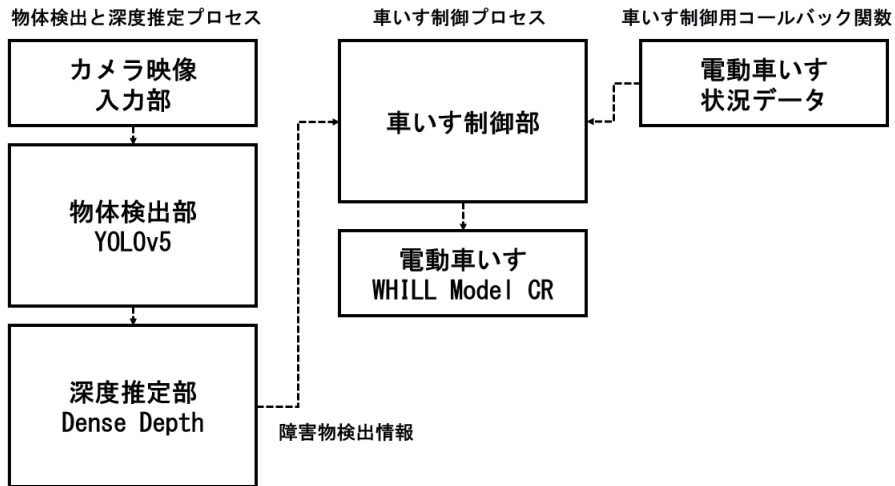 物体検出と深度推定プロセス
カメラ映像
入力部
物体検出部
YOLOv5
深度推定部
Dense Depth
障害物検出情報
車いす制御プロセス
車いす制御部
電動車いす
WHILL Model CR
車いす制御用コールバック関数
電動車いす
状況データ